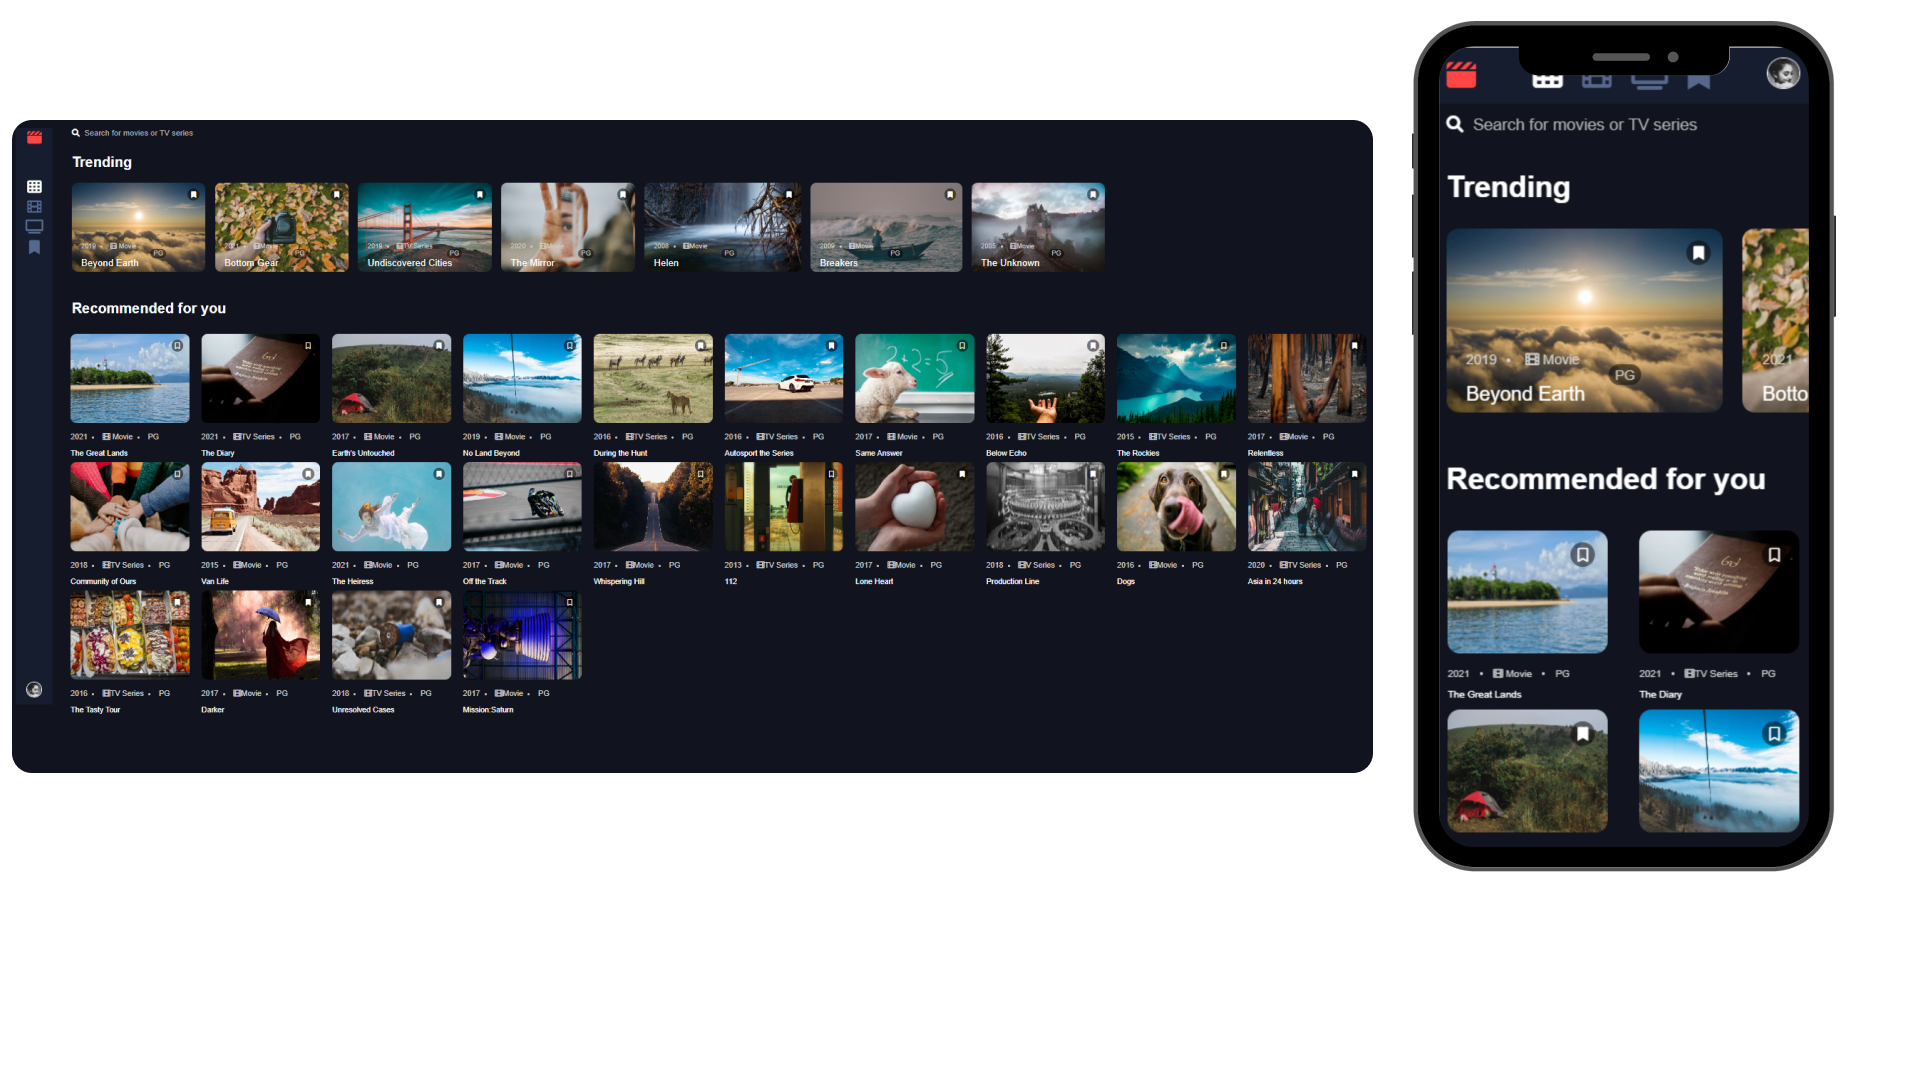 Search for movies or TV series
Trending
2019 • Movie PG
Beyond Earth
2021 • Movie PG
Bottom Gear
2019 • TV Series PG
Undiscovered Cities
2020 • Movie PG
The Mirror
2008 • Movie PG
Helen
2009 • Movie PG
Breakers
2005 • Movie PG
The Unknown
Recommended for you
God
2+2=5
2021 • Movie • PG
The Great Lands
2021 • TV Series • PG
The Diary
2017 • Movie • PG
Earth's Untouched
2019 • Movie • PG
No Land Beyond
2016 • TV Series • PG
During the Hunt
2016 • TV Series • PG
Autosport the Series
2017 • Movie • PG
Same Answer
2016 • TV Series • PG
Below Echo
2015 • TV Series • PG
The Rockies
2017 • Movie • PG
Relentless
2018 • TV Series • PG
Community of Ours
2015 • Movie • PG
Van Life
2021 • Movie • PG
The Heiress
2017 • Movie • PG
Off the Track
2017 • Movie • PG
Whispering Hill
2013 • TV Series • PG
112
2017 • Movie • PG
Lone Heart
2018 • TV Series • PG
Production Line
2016 • Movie • PG
Dogs
2020 • TV Series • PG
Asia in 24 hours
2016 • TV Series • PG
The Tasty Tour
2017 • Movie • PG
Darker
2018 • TV Series • PG
Unresolved Cases
2017 • Movie • PG
Mission: Saturn
Search for movies or TV series
Trending
2019 • Movie PG
Beyond Earth
2021 •
Botto
Recommended for you
God
2021 • Movie • PG
The Great Lands
2021 • TV Series • PG
The Diary